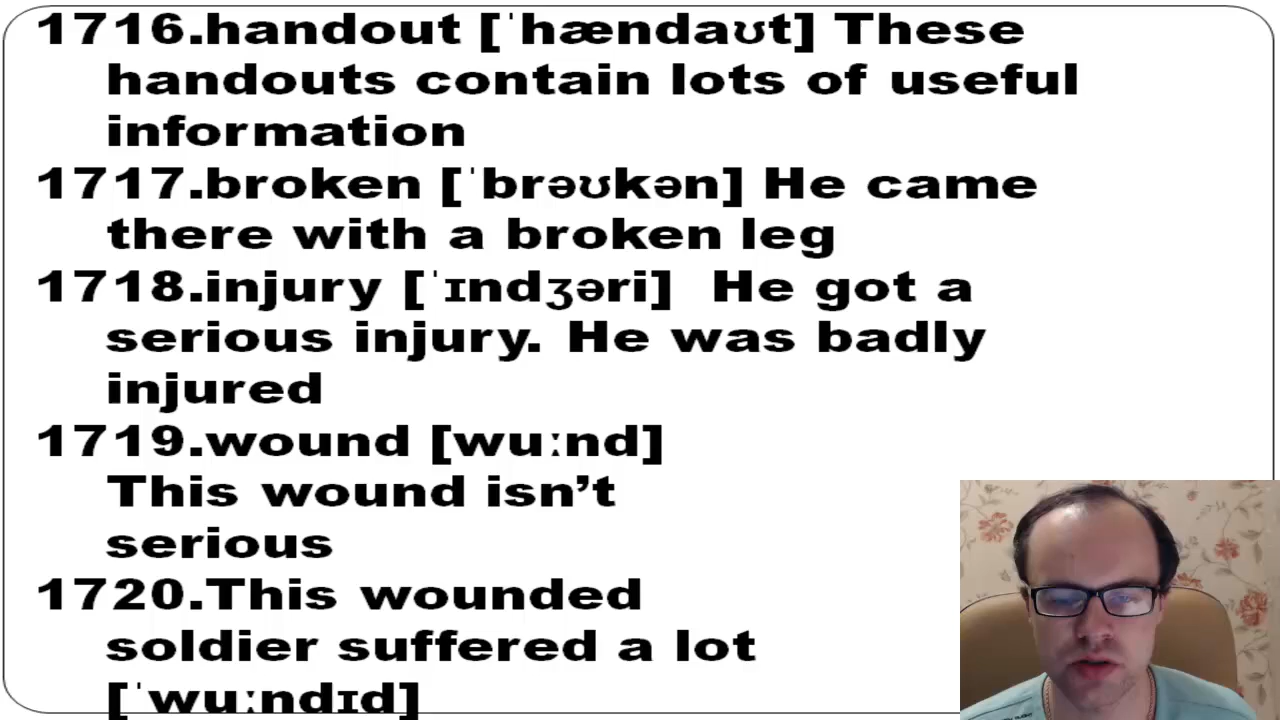 1716.handout [ˈhændaʊt] These
handouts contain lots of useful
information
1717.broken [ˈbrəʊkən] He came
there with a broken leg
1718.injury [ˈɪndʒəri]  He got a
serious injury. He was badly
injured
1719.wound [wuːnd]
This wound isn’t
serious
1720.This wounded
soldier suffered a lot
[ˈwuːndɪd]